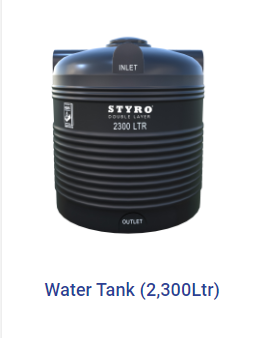 INLET
STYRO
DOUBLE LAYER
2300 LTR
OUTLET
Water Tank (2,300Ltr)